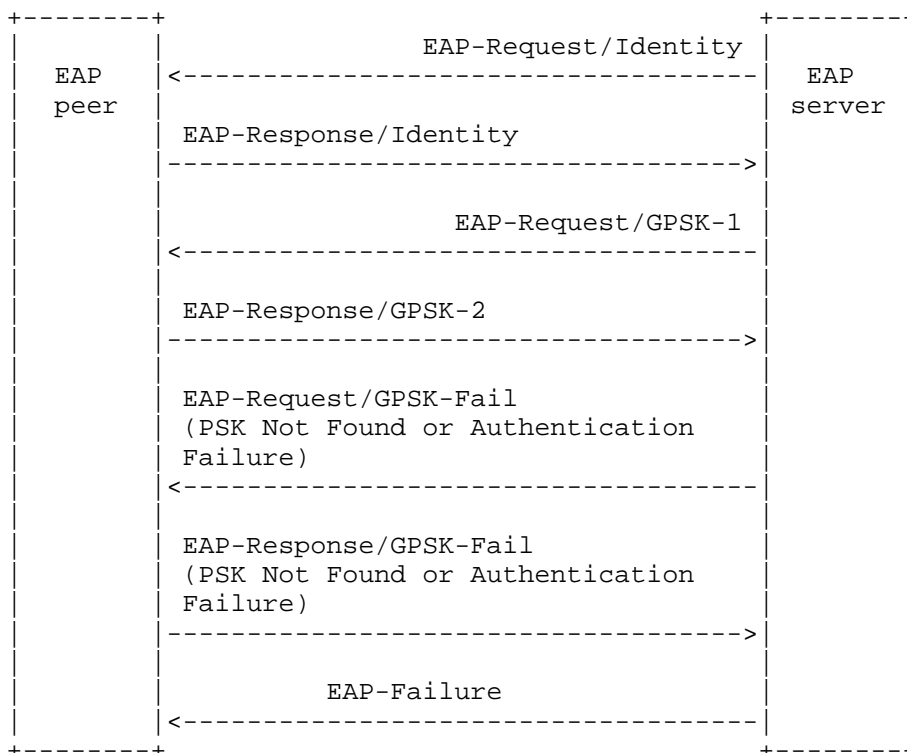 EAP-Request/Identity
EAP
EAP
peer
server
EAP-Response/Identity
EAP-Request/GPSK-1
EAP-Response/GPSK-2
EAP-Request/GPSK-Fail
(PSK Not Found or Authentication
Failure)
EAP-Response/GPSK-Fail
(PSK Not Found or Authentication
Failure)
EAP-Failure